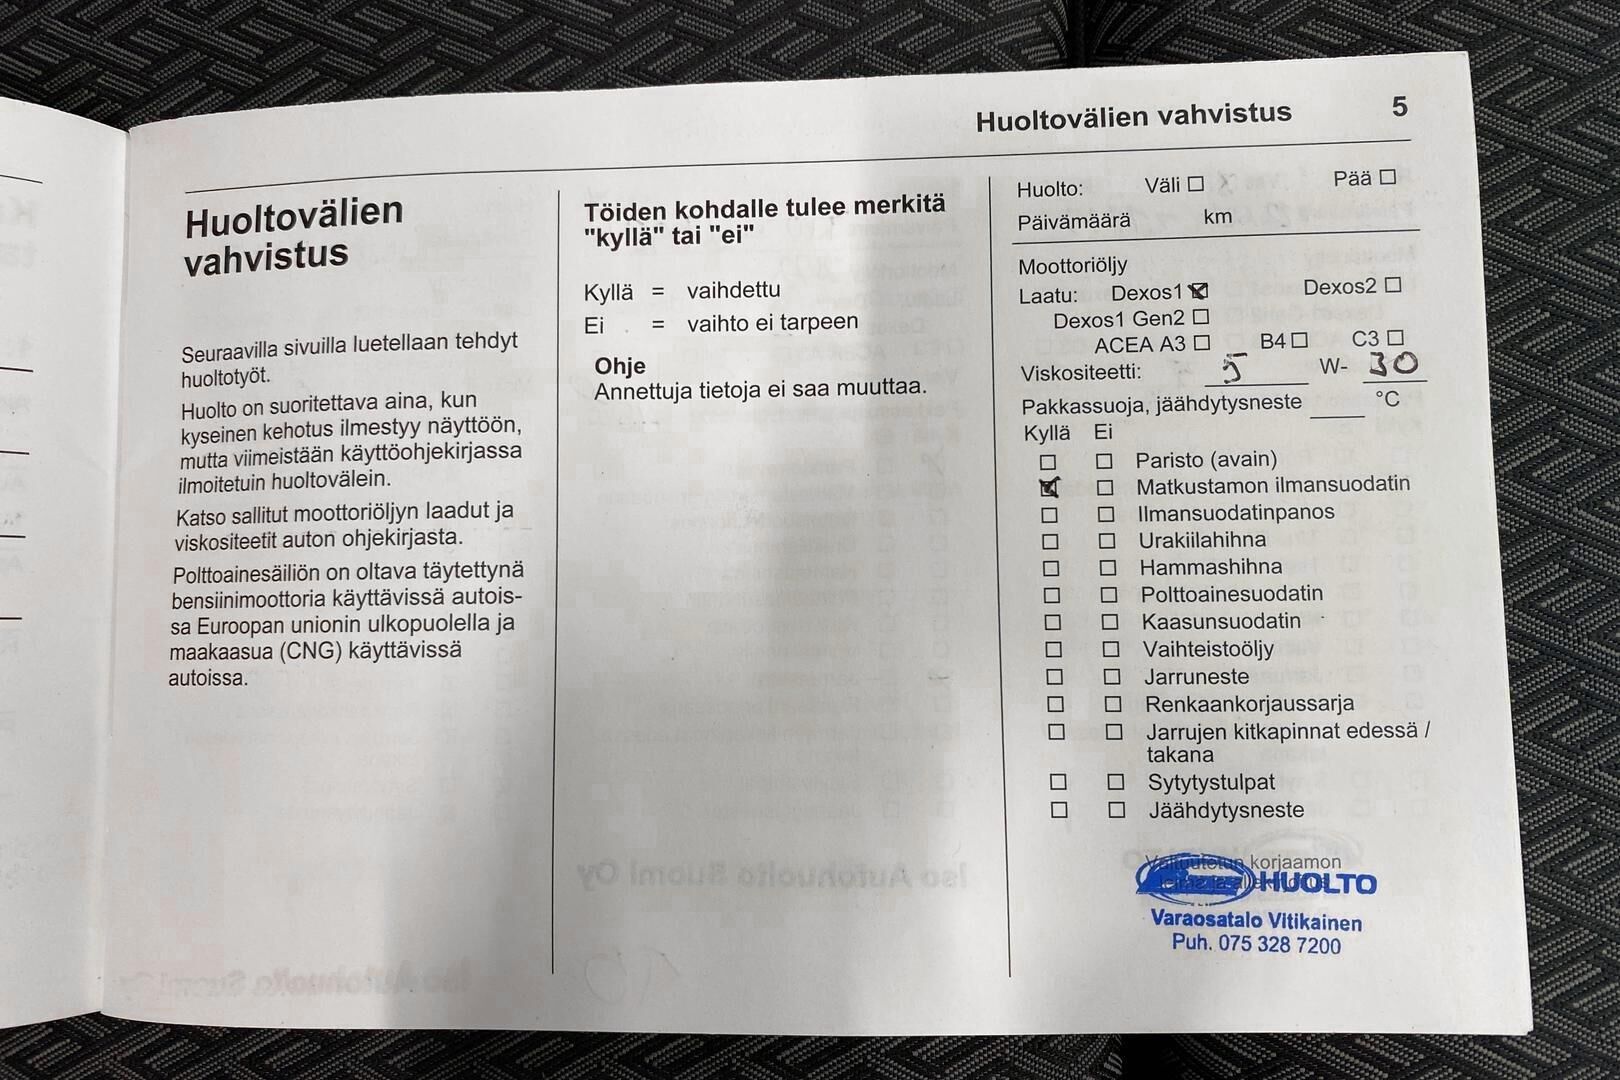 Huoltovälien vahvistus 5
Huoltovälien
vahvistus
Seuraavilla sivuilla luetellaan tehdyt
huoltotyöt.
Huolto on suoritettava aina, kun
kyseinen kehotus ilmestyy näyttöön,
mutta viimeistään käyttöohjekirjassa
ilmoitetuin huoltovälein.
Katso sallitut moottoriöljyn laadut ja
viskositeetit auton ohjekirjasta.
Polttoainesäiliön on oltava täytettynä
bensiinimoottoria käyttävissä autois-
sa Euroopan unionin ulkopuolella ja
maakaasua (CNG) käyttävissä
autoissa.
Töiden kohdalle tulee merkitä
"kyllä" tai "ei"
Kyllä = vaihdettu
Ei = vaihto ei tarpeen
Ohje
Annettuja tietoja ei saa muuttaa.
Huolto: Väli Pää
Päivämäärä km
Moottoriöljy
Laatu: Dexos1 Dexos2
Dexos1 Gen2
ACEA A3 B4 C3
Viskositeetti: 5 W- 30
Pakkassuoja, jäähdytysneste °C
Kyllä Ei
Paristo (avain)
Matkustamon ilmansuodatin
Ilmansuodatinpanos
Urakiilahihna
Hammashihna
Polttoainesuodatin
Kaasunsuodatin
Vaihteistoöljy
Jarruneste
Renkaankorjaussarja
Jarrujen kitkapinnat edessä /
takana
Sytytystulpat
Jäähdytysneste
Valtuutetun korjaamon
HUOLTO
Varaosatalo Vitikainen
Puh. 075 328 7200